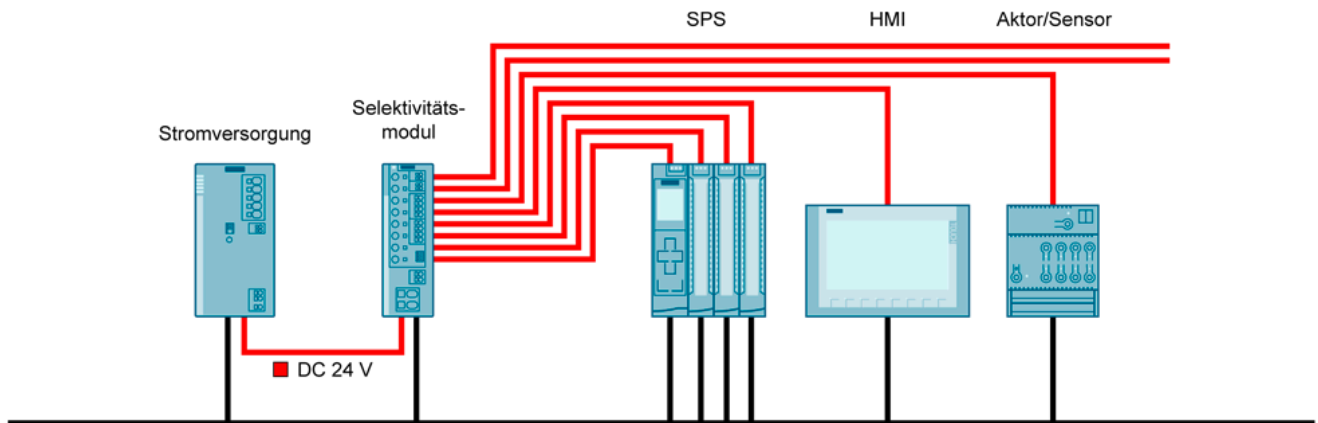 SPS
HMI
Aktor/Sensor
Selektivitäts-
modul
Stromversorgung
DC 24 V